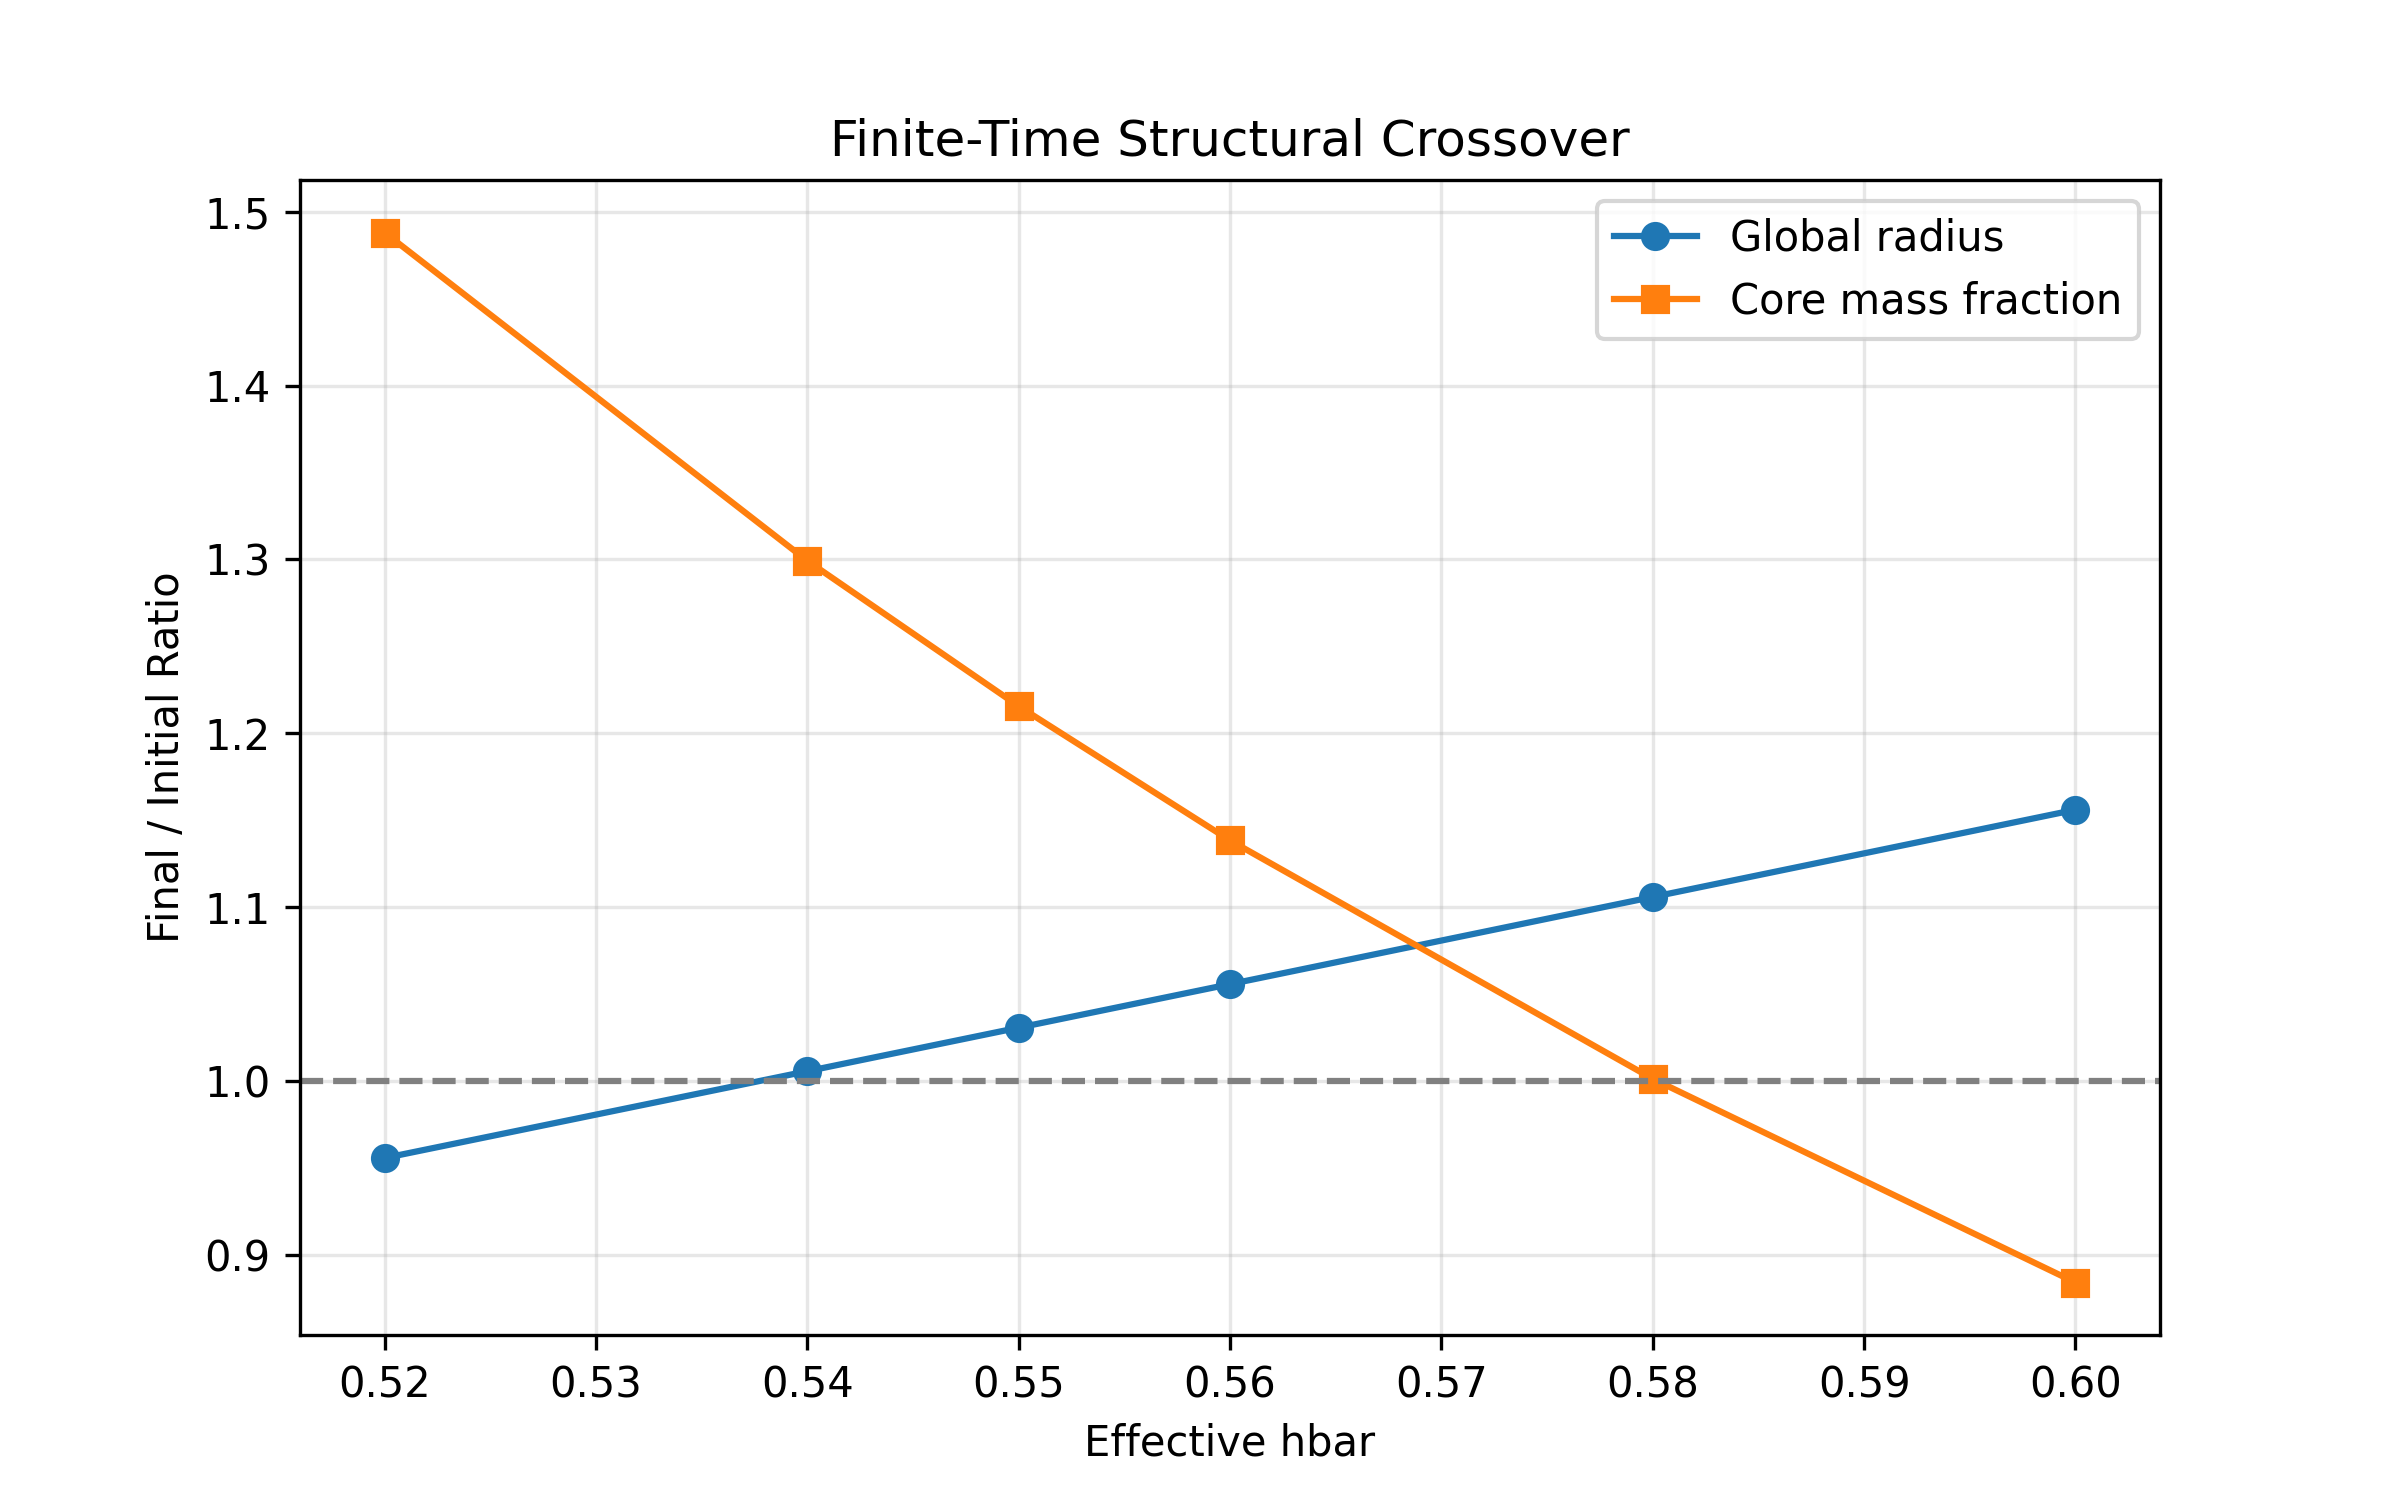 Finite-Time Structural Crossover
Global radius
Core mass fraction
Final / Initial Ratio
1.5
1.4
1.3
1.2
1.1
1.0
0.9
0.52 0.53 0.54 0.55 0.56 0.57 0.58 0.59 0.60
Effective hbar